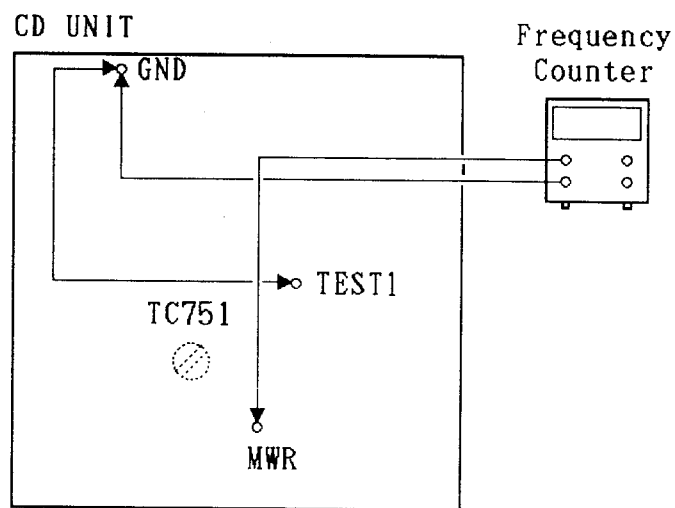 CD UNIT
Frequency
Counter
GND
TEST1
TC751
MWR